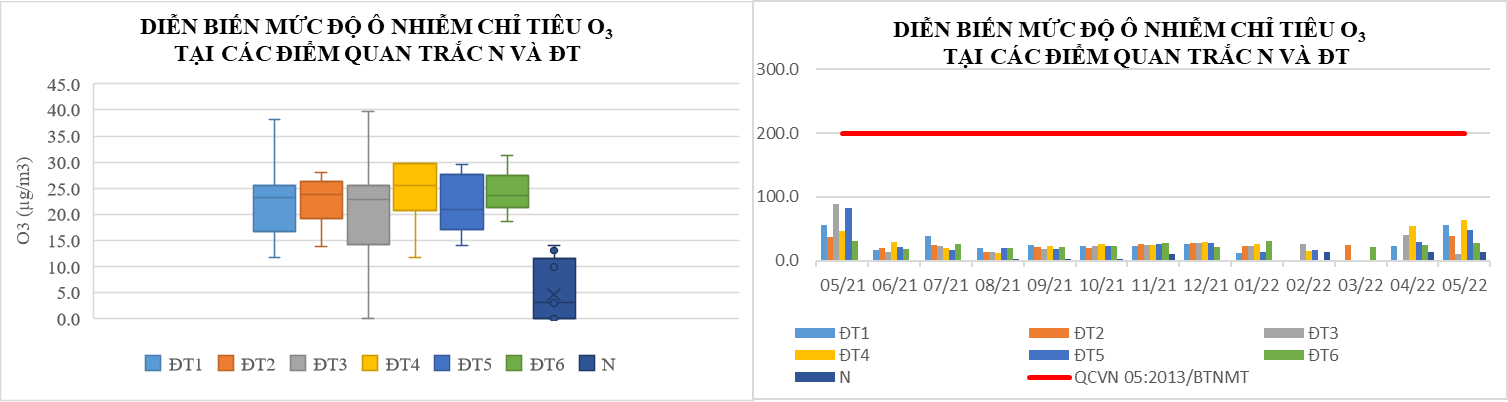 DIỄN BIẾN MỨC ĐỘ Ô NHIỄM CHỈ TIÊU O3
TẠI CÁC ĐIỂM QUAN TRẮC N VÀ ĐT
45.0
40.0
35.0
30.0
25.0
20.0
15.0
10.0
5.0
0.0
O3 (µg/m3)
ĐT1 ĐT2 ĐT3 ĐT4 ĐT5 ĐT6 N
DIỄN BIẾN MỨC ĐỘ Ô NHIỄM CHỈ TIÊU O3
TẠI CÁC ĐIỂM QUAN TRẮC N VÀ ĐT
300.0
200.0
100.0
0.0
05/21 06/21 07/21 08/21 09/21 10/21 11/21 12/21 01/22 02/22 03/22 04/22 05/22
ĐT1 ĐT2 ĐT3
ĐT4 ĐT5 ĐT6
N QCVN 05:2013/BTNMT